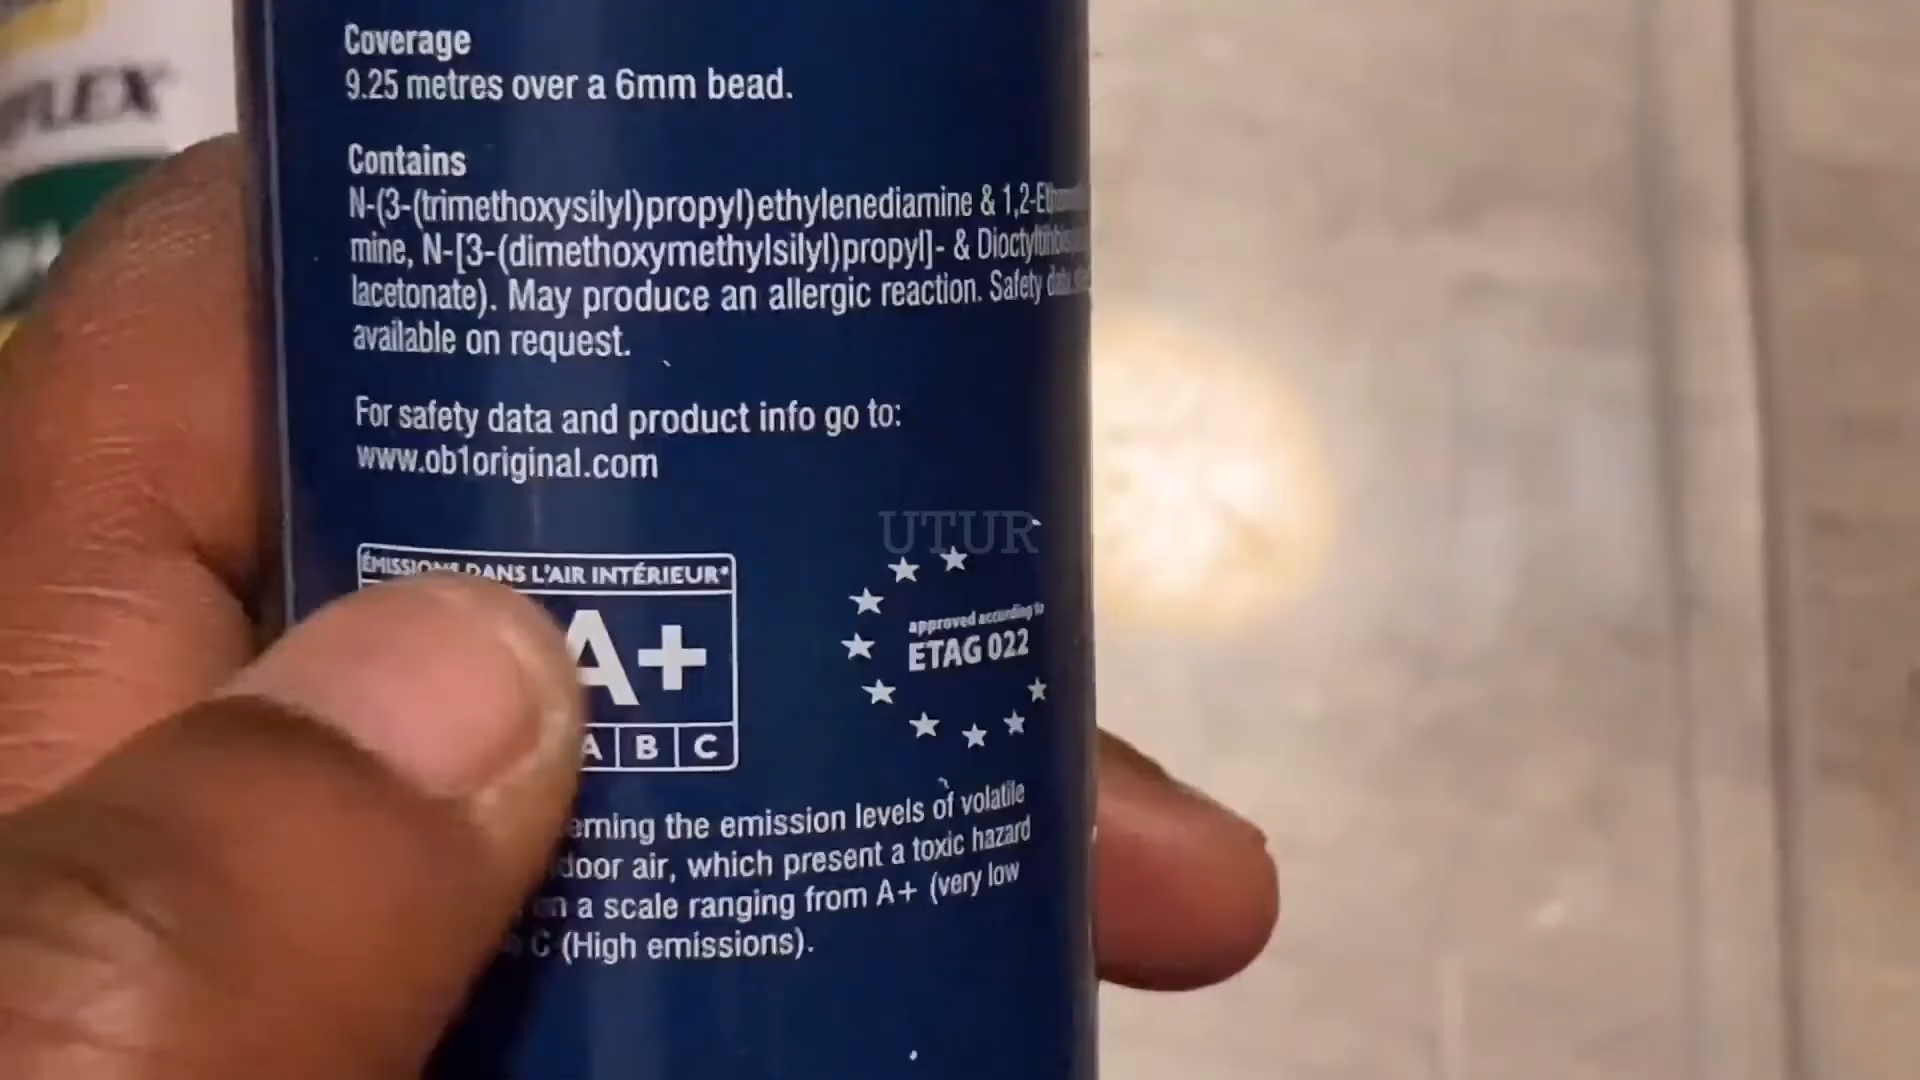 FLEX
Coverage
9.25 metres over a 6mm bead.
Contains
N-(3-(trimethoxysilyl)propyl)ethylenediamine & 1,2-
mine, N-[3-(dimethoxymethylsilyl)propyl]- &
lacetonate). May produce an allergic reaction. Safety
available on request.
For safety data and product info go to:
www.ob1original.com
UTUR
ÉMISSIONS DANS L'AIR INTÉRIEUR*
A+
A B C
approved according to
ETAG 022
erning the emission levels of volatile
door air, which present a toxic hazard
on a scale ranging from A+ (very low
C (High emissions).